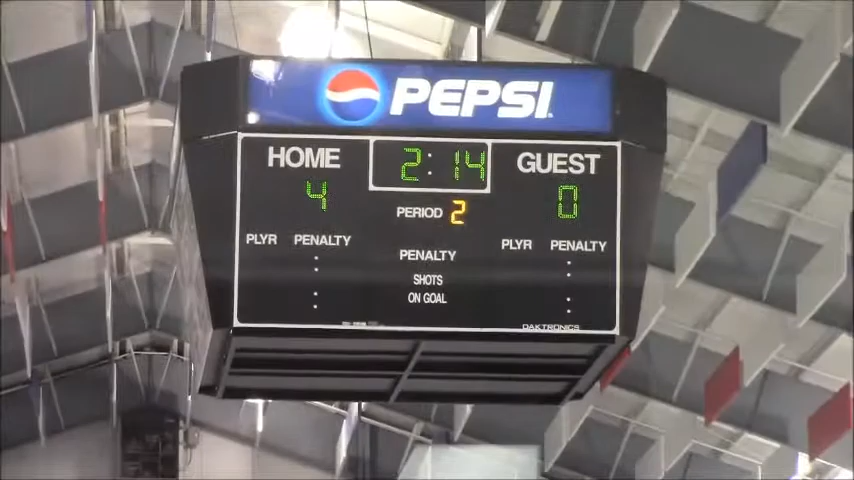 PEPSI
HOME 2:14 GUEST
4 PERIOD 2 0
PLYR PENALTY PENALTY PLYR PENALTY
SHOTS
ON GOAL
DAKTRONICS